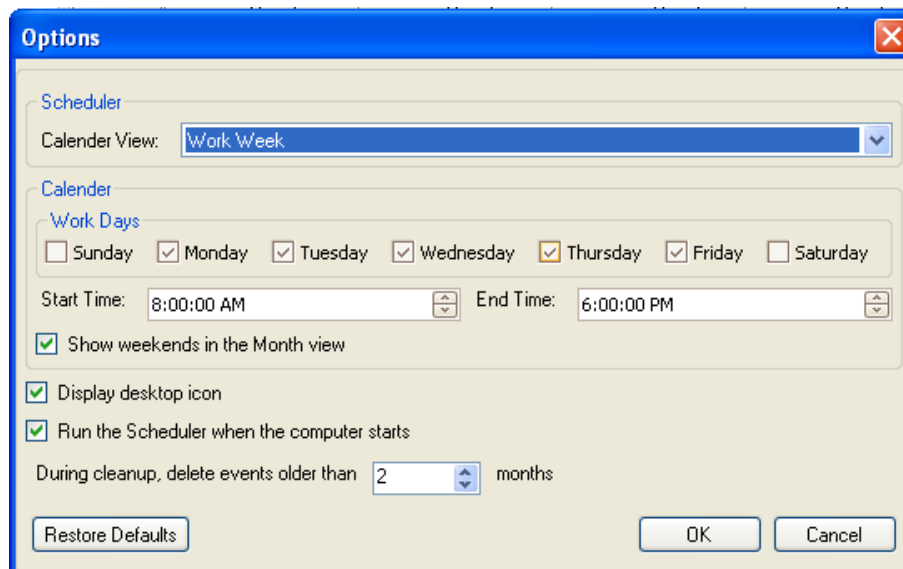 Options
Scheduler
Calender View: Work Week
Calender
Work Days
Sunday Monday Tuesday Wednesday Thursday Friday Saturday
Start Time: 8:00:00 AM End Time: 6:00:00 PM
Show weekends in the Month view
Display desktop icon
Run the Scheduler when the computer starts
During cleanup, delete events older than 2 months
Restore Defaults OK Cancel